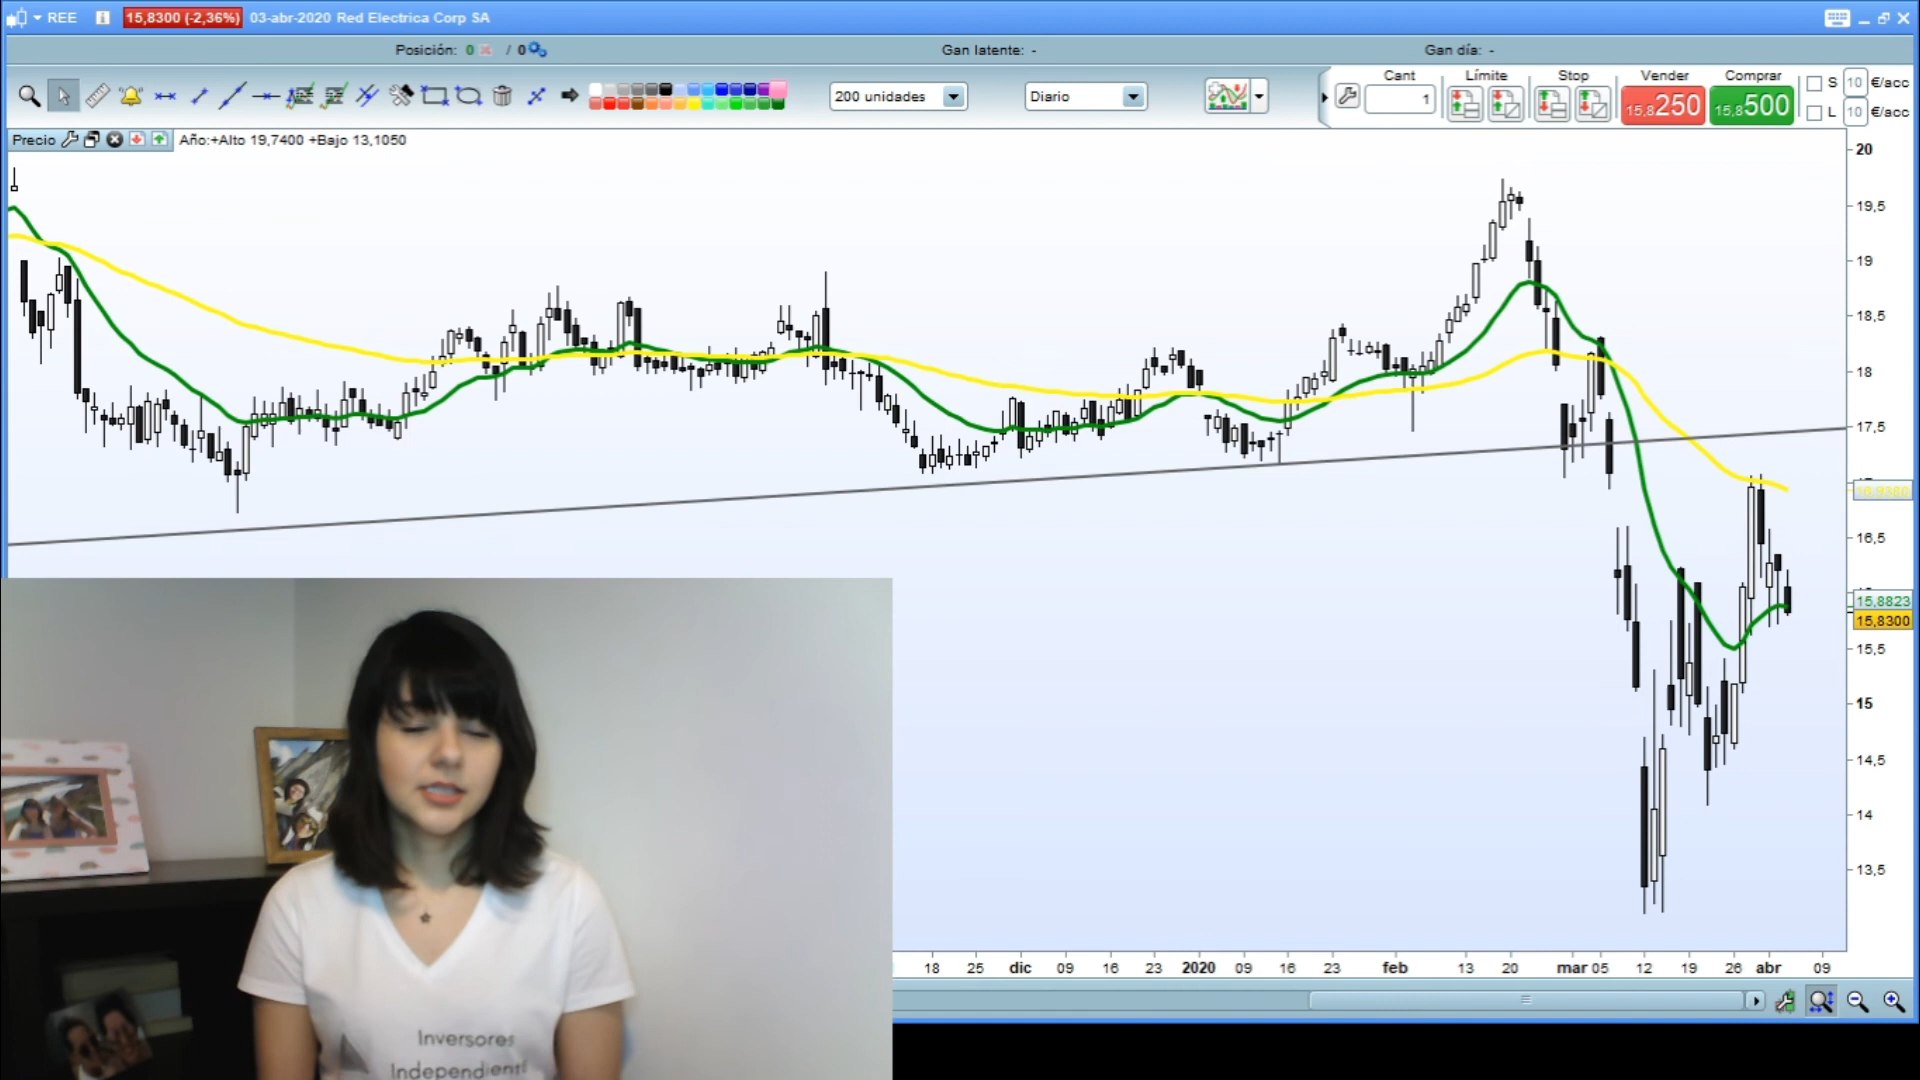 REE 15,8300 (-2,36%) 03-abr-2020 Red Electrica Corp SA
Posición: 0 / 0 Gan latente: - Gan día: -
200 unidades Diario
Cant Límite Stop Vender Comprar
1 15,8250 15,8500
S 10 €/acc
L 10 €/acc
Precio Año:+Alto 19,7400 +Bajo 13,1050
20
19,5
19
18,5
18
17,5
16,5
15,8823
15,8300
15,5
15
14,5
14
13,5
18 25 dic 09 16 23 2020 09 16 23 feb 13 20 mar 05 12 19 26 abr 09
Inversores
Independient